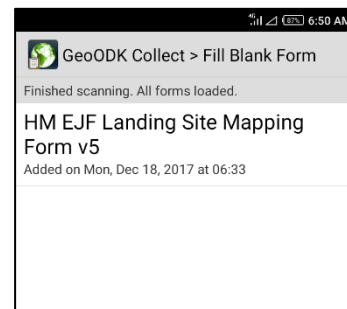 87% 6:50 AM
GeoODK Collect > Fill Blank Form
Finished scanning. All forms loaded.
HM EJF Landing Site Mapping
Form v5
Added on Mon, Dec 18, 2017 at 06:33